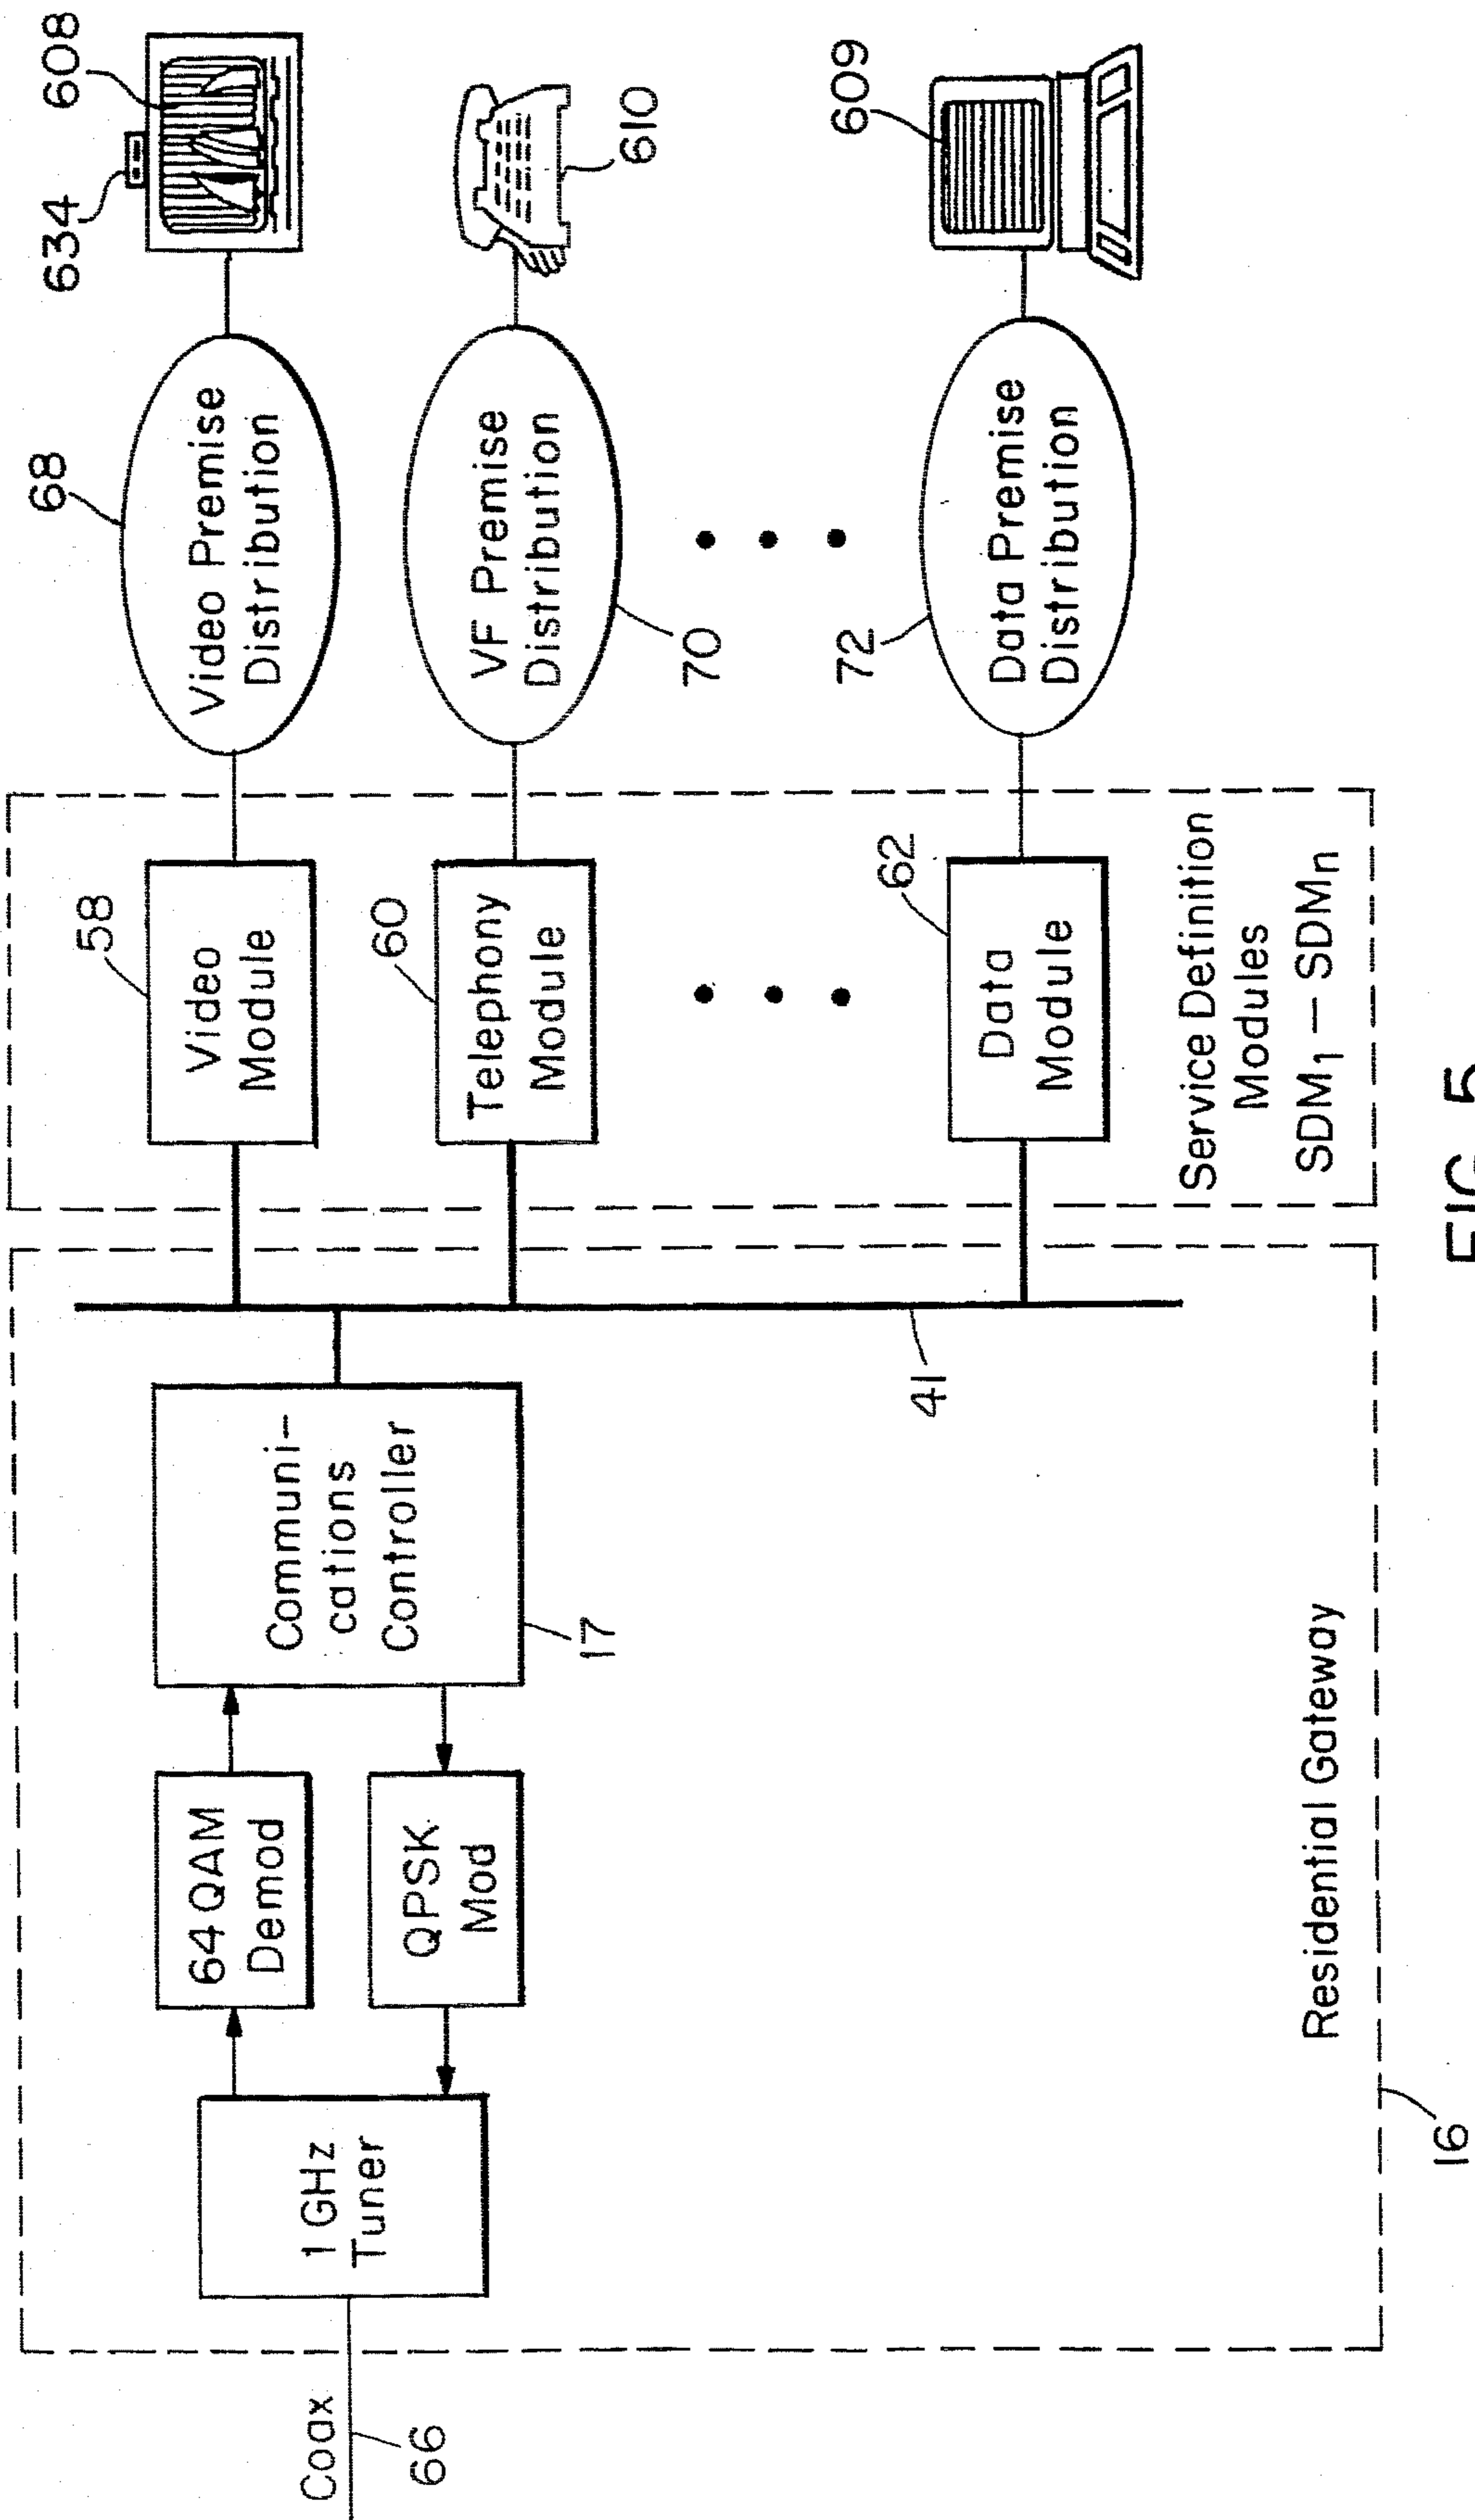 Coax
66
1 GHz
Tuner
64 QAM
Demod
QPSK
Mod
Communi-
cations
Controller
17
41
Residential Gateway
16
58
Video
Module
60
Telephony
Module
62
Data
Module
Service Definition
Modules
SDM1 — SDMn
68
Video Premise
Distribution
VF Premise
Distribution
70
72
Data Premise
Distribution
634
608
610
609
FIG. 5